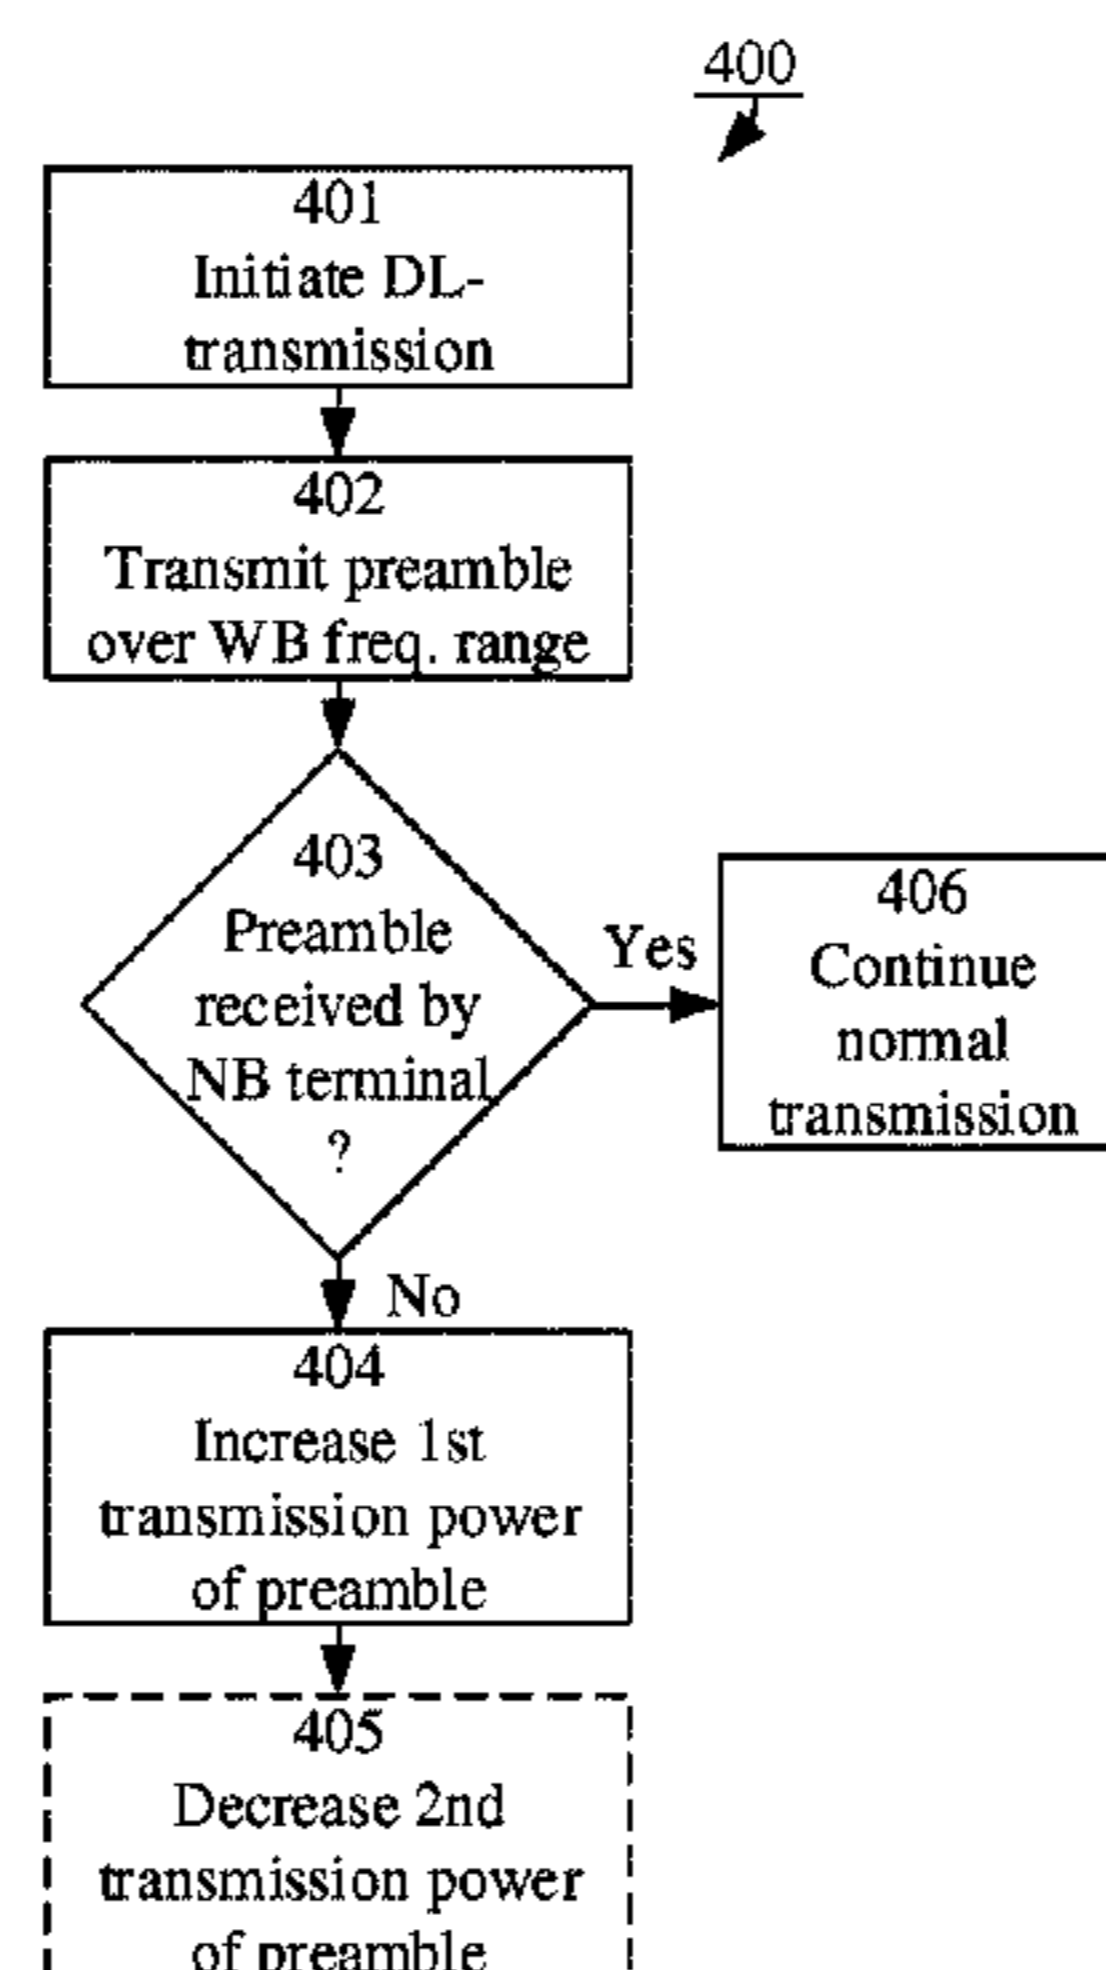 400
401
Initiate DL-
transmission
402
Transmit preamble
over WB freq. range
403
Preamble
received by
NB terminal
?
Yes
406
Continue
normal
transmission
No
404
Increase 1st
transmission power
of preamble
405
Decrease 2nd
transmission power
of preamble